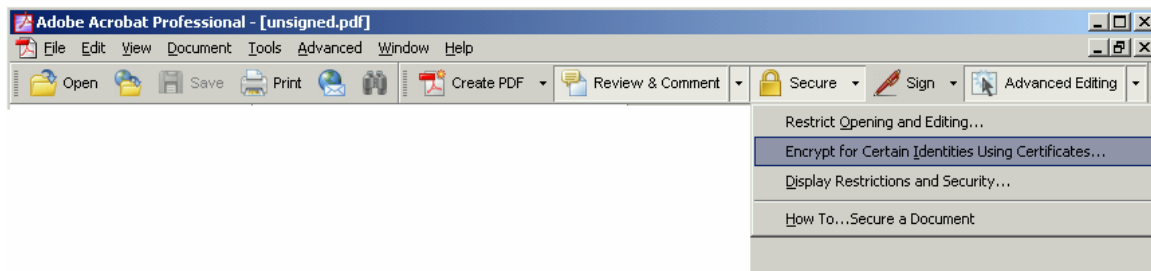 Adobe Acrobat Professional - [unsigned.pdf]
File Edit View Document Tools Advanced Window Help
Open Save Print Create PDF Review & Comment Secure Sign Advanced Editing
Restrict Opening and Editing...
Encrypt for Certain Identities Using Certificates...
Display Restrictions and Security...
How To...Secure a Document